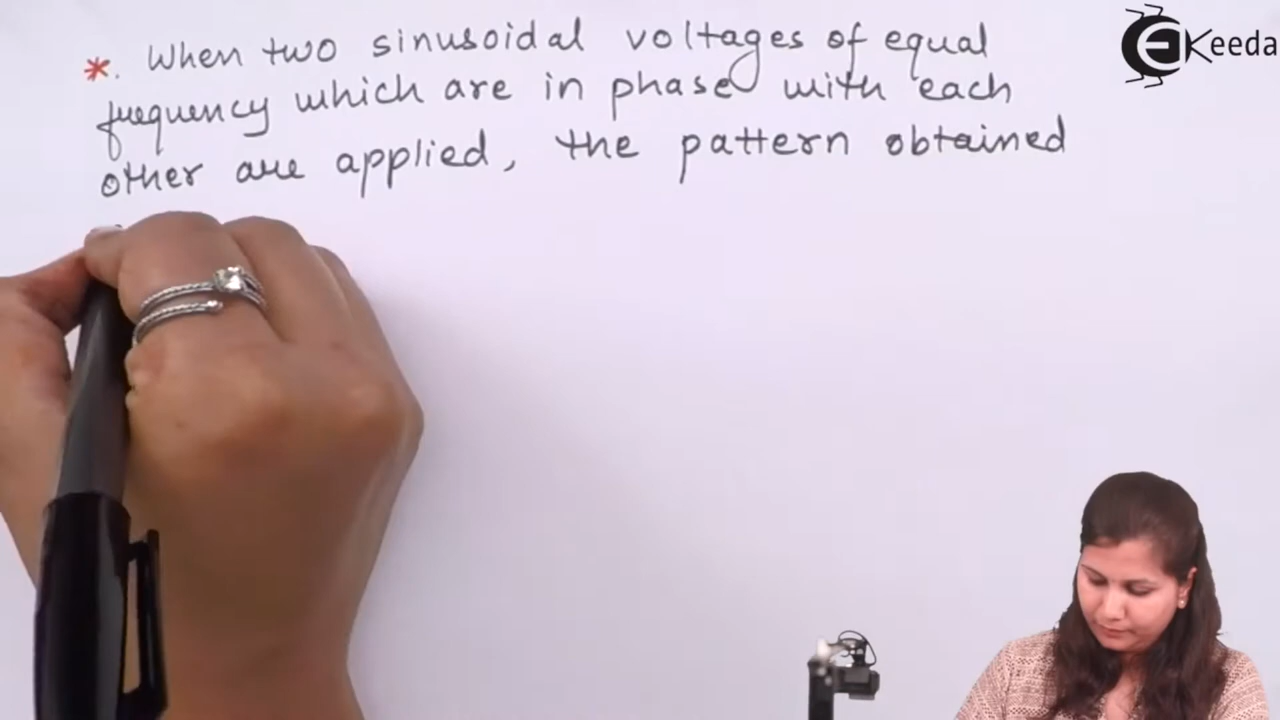 *. When two sinusoidal voltages of equal
frequency which are in phase with each
other are applied, the pattern obtained
EKeeda